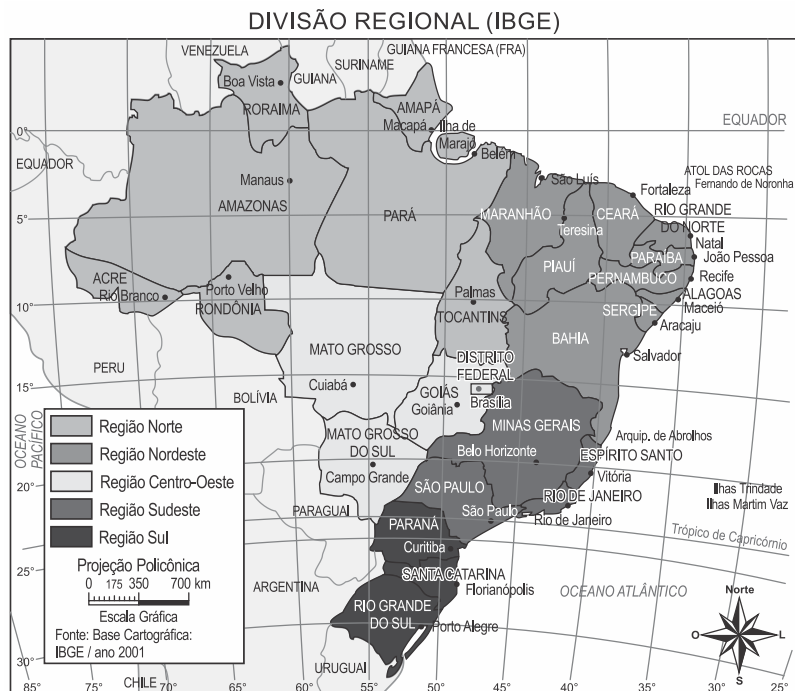 DIVISÃO REGIONAL (IBGE)
VENEZUELA
GUIANA FRANCESA (FRA)
SURINAME
Boa Vista
GUIANA
RORAIMA
AMAPÁ
Macapá
Ilha de
Marajó
EQUADOR
0°
Belém
EQUADOR
São Luís
ATOL DAS ROCAS
Fernando de Noronha
Manaus
AMAZONAS
PARÁ
MARANHÃO
Teresina
CEARÁ
Fortaleza
RIO GRANDE
DO NORTE
Natal
5°
PARAÍBA
João Pessoa
PIAUÍ
PERNAMBUCO
Recife
ACRE
Rio Branco
Porto Velho
RONDÔNIA
Palmas
TOCANTINS
ALAGOAS
Maceió
SERGIPE
Aracaju
10°
BAHIA
Salvador
PERU
MATO GROSSO
Cuiabá
DISTRITO
FEDERAL
Brasília
GOIÁS
Goiânia
15°
BOLÍVIA
OCEANO
PACÍFICO
MINAS GERAIS
Belo Horizonte
Arquip. de Abrolhos
ESPÍRITO SANTO
Vitória
MATO GROSSO
DO SUL
Campo Grande
20°
SÃO PAULO
São Paulo
RIO DE JANEIRO
Rio de Janeiro
Ilhas Trindade
Ilhas Martim Vaz
PARAGUAI
PARANÁ
Curitiba
Trópico de Capricórnio
25°
SANTA CATARINA
Florianópolis
ARGENTINA
OCEANO ATLÂNTICO
RIO GRANDE
DO SUL
Porto Alegre
30°
URUGUAI
CHILE
Região Norte
Região Nordeste
Região Centro-Oeste
Região Sudeste
Região Sul
Projeção Policônica
0 175 350 700 km
Escala Gráfica
Fonte: Base Cartográfica:
IBGE / ano 2001
Norte
O
L
S
85° 75° 70° 65° 60° 55° 50° 45° 40° 35° 30° 25°